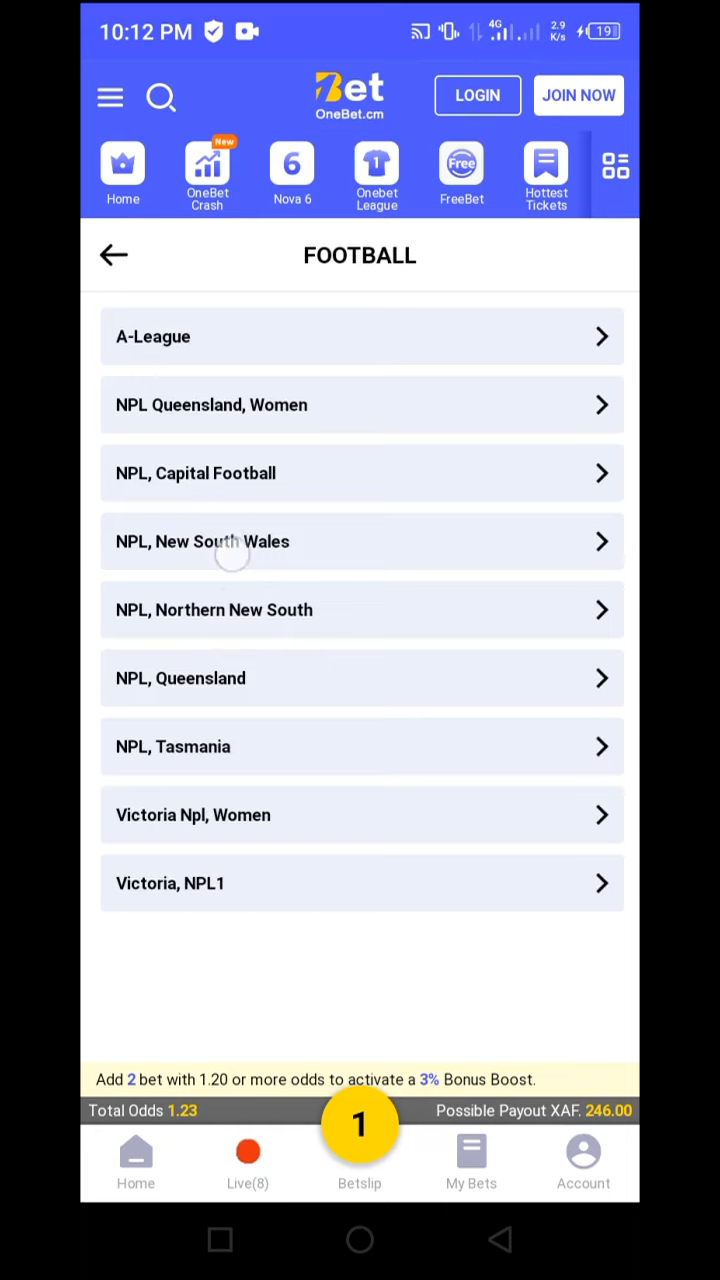 10:12 PM 4G 2.9 K/s 19
Bet
OneBet.cm
LOGIN
JOIN NOW
New
6
1
Free
Home
OneBet Crash
Nova 6
Onebet League
FreeBet
Hottest Tickets
FOOTBALL
A-League
NPL Queensland, Women
NPL, Capital Football
NPL, New South Wales
NPL, Northern New South
NPL, Queensland
NPL, Tasmania
Victoria Npl, Women
Victoria, NPL1
Add 2 bet with 1.20 or more odds to activate a 3% Bonus Boost.
Total Odds 1.23
Possible Payout XAF. 246.00
1
Home
Live(8)
Betslip
My Bets
Account